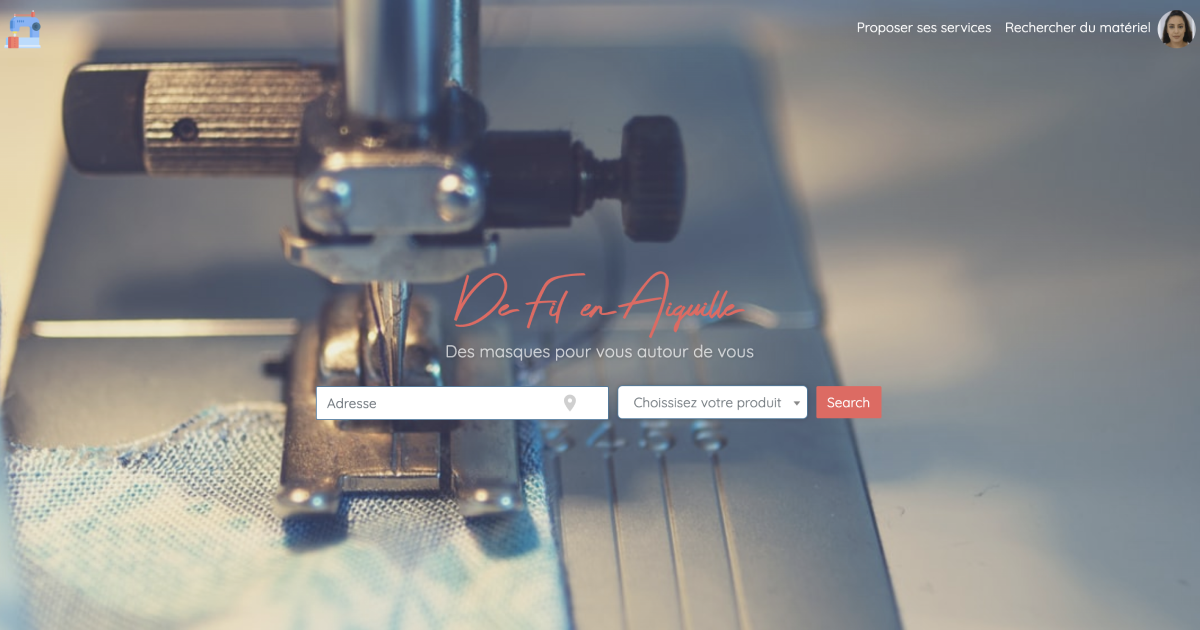 Proposer ses services Rechercher du matériel
De Fil en Aiguille
Des masques pour vous autour de vous
Adresse
Choissisez votre produit
Search